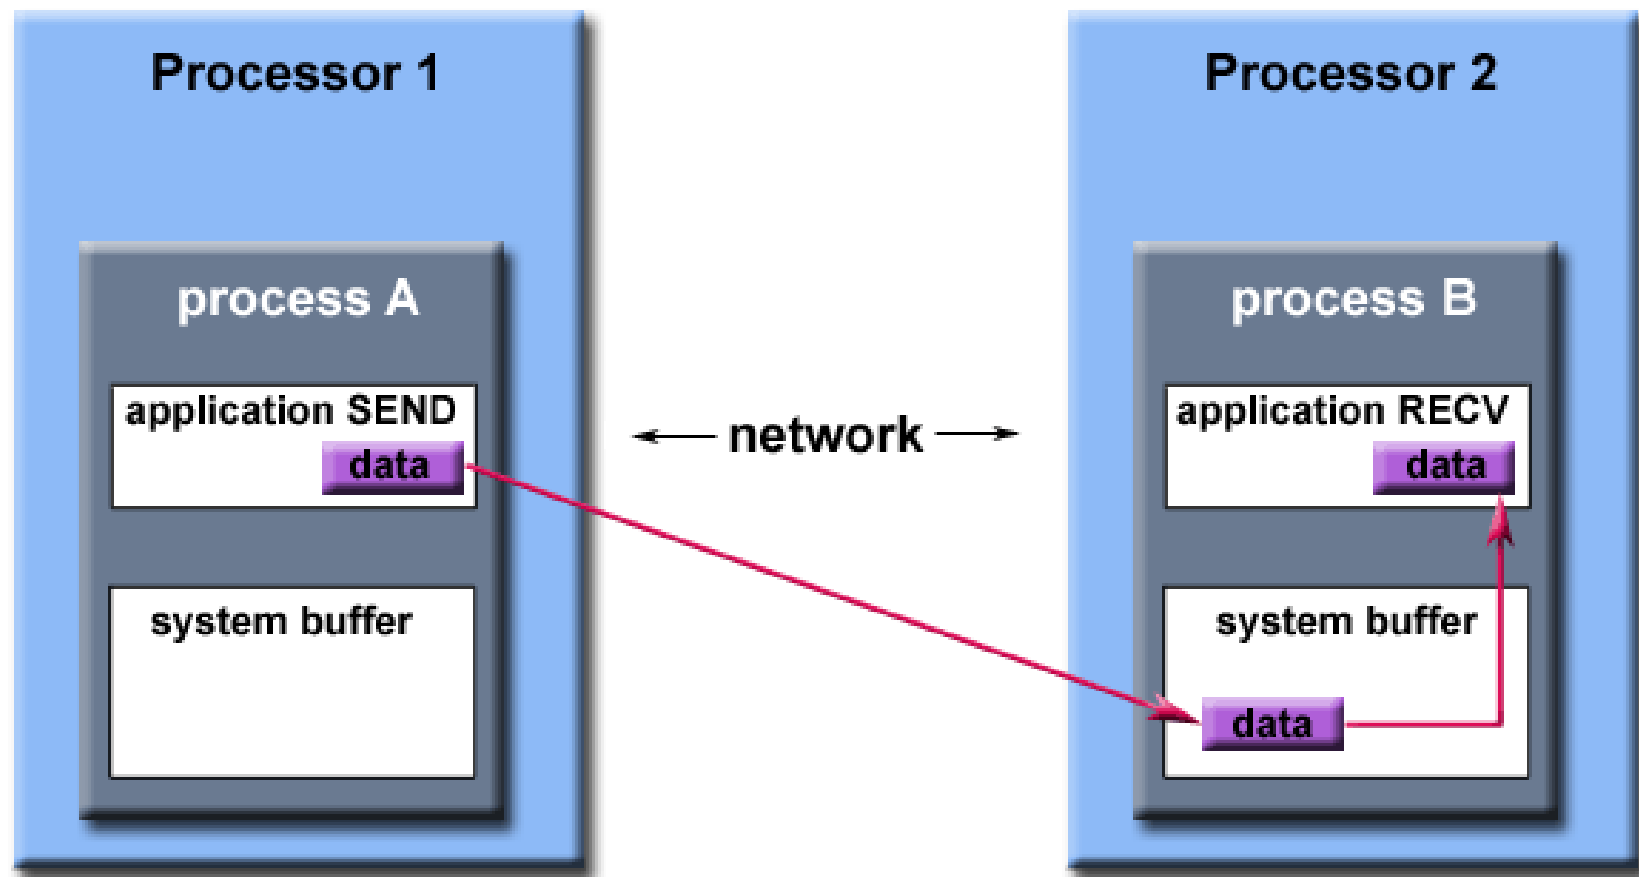 Processor 1
process A
application SEND
data
system buffer
network
Processor 2
process B
application RECV
data
system buffer
data